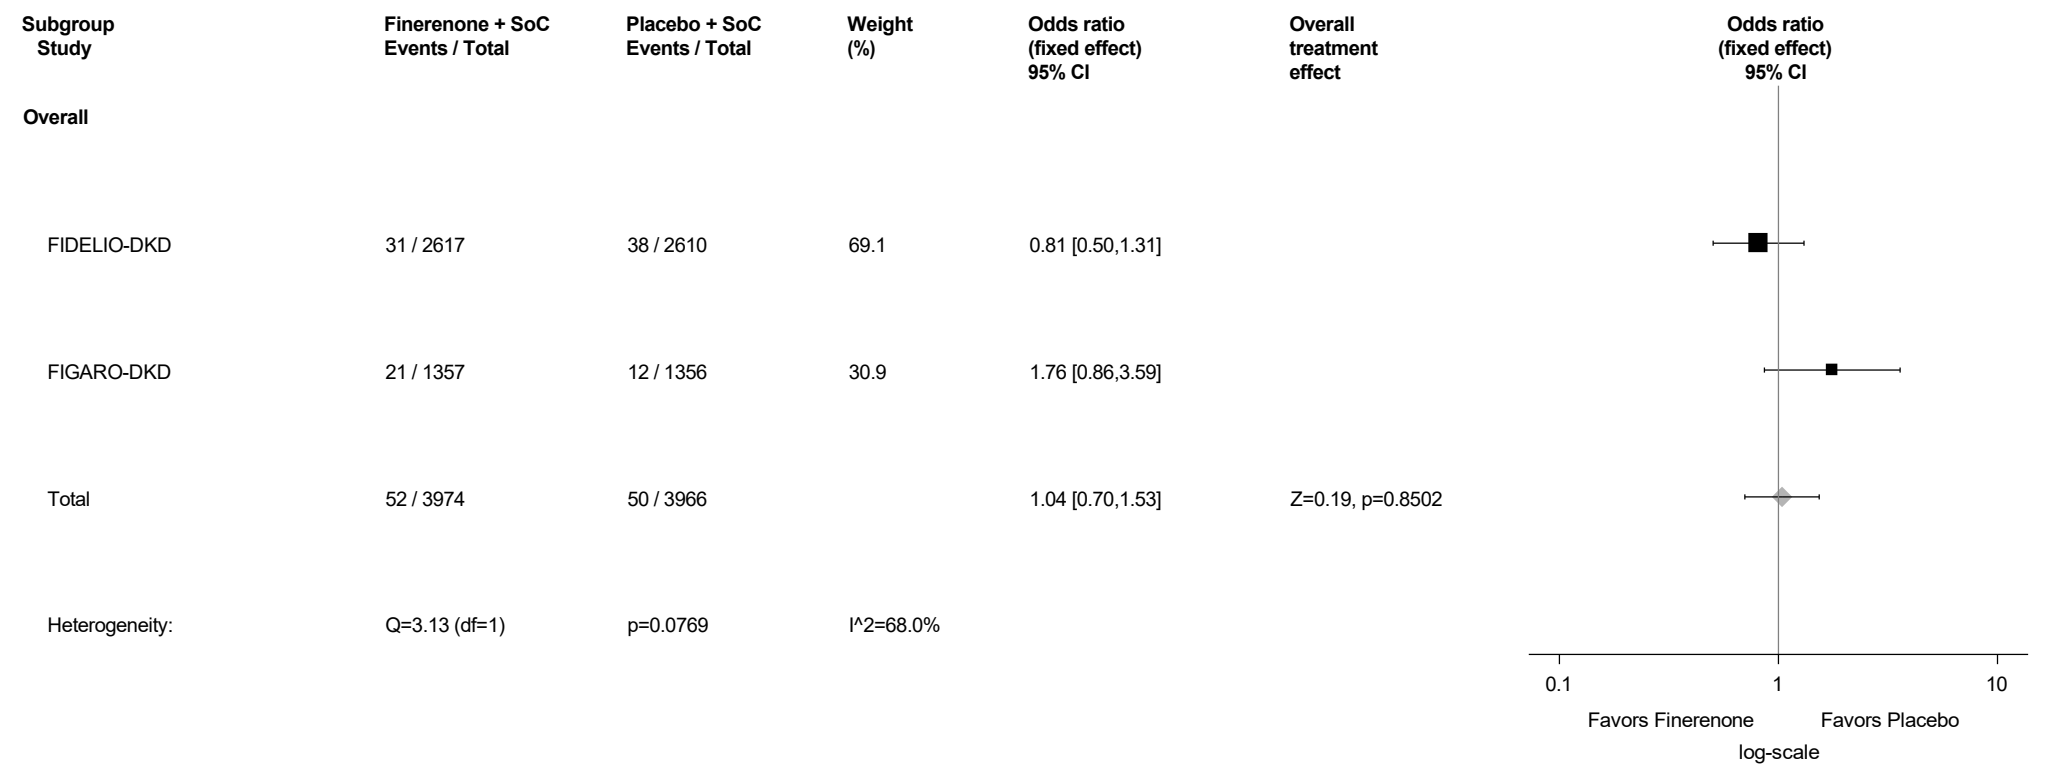 Subgroup Finerenone + SoC Placebo + SoC Weight Odds ratio Overall Odds ratio
Study Events / Total Events / Total (%) (fixed effect) treatment (fixed effect)
95% CI effect 95% CI
Overall
FIDELIO-DKD 31 / 2617 38 / 2610 69.1 0.81 [0.50,1.31]
FIGARO-DKD 21 / 1357 12 / 1356 30.9 1.76 [0.86,3.59]
Total 52 / 3974 50 / 3966 1.04 [0.70,1.53] Z=0.19, p=0.8502
Heterogeneity: Q=3.13 (df=1) p=0.0769 I^2=68.0%
0.1 1 10
Favors Finerenone Favors Placebo
log-scale